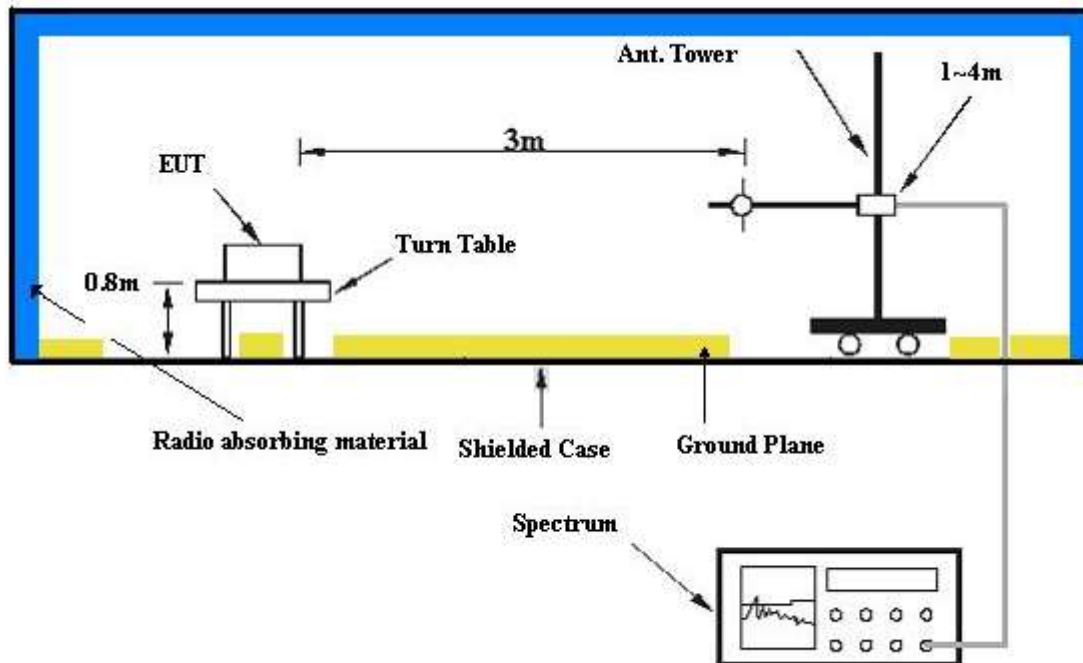 Ant. Tower
1~4m
3m
EUT
Turn Table
0.8m
Radio absorbing material
Shielded Case
Ground Plane
Spectrum